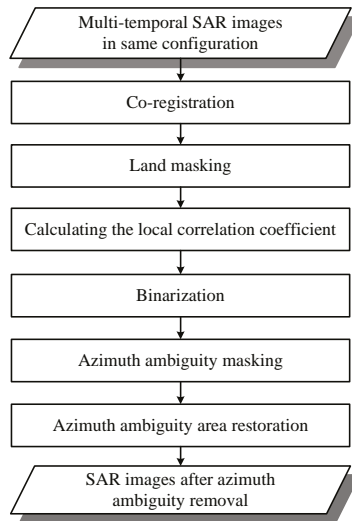 Multi-temporal SAR images
in same configuration
Co-registration
Land masking
Calculating the local correlation coefficient
Binarization
Azimuth ambiguity masking
Azimuth ambiguity area restoration
SAR images after azimuth
ambiguity removal